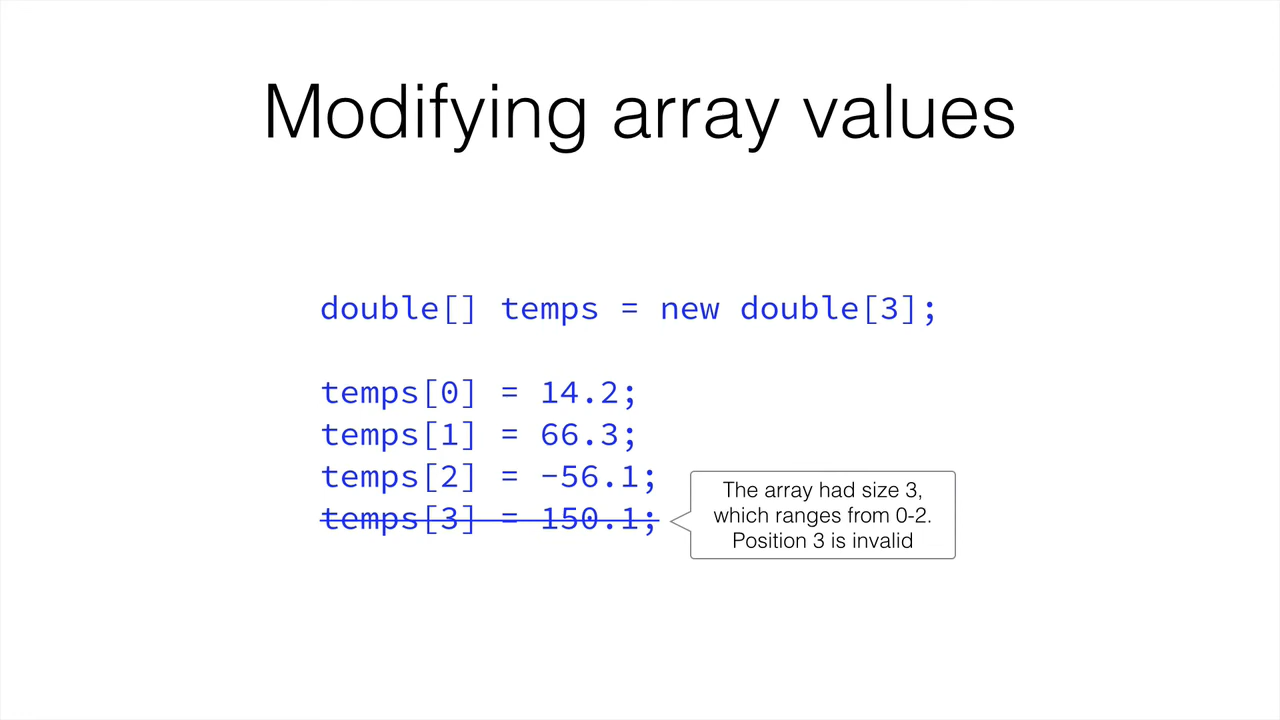 Modifying array values
double[] temps = new double[3];
temps[0] = 14.2;
temps[1] = 66.3;
temps[2] = -56.1;
temps[3] = 150.1;
The array had size 3,
which ranges from 0-2.
Position 3 is invalid